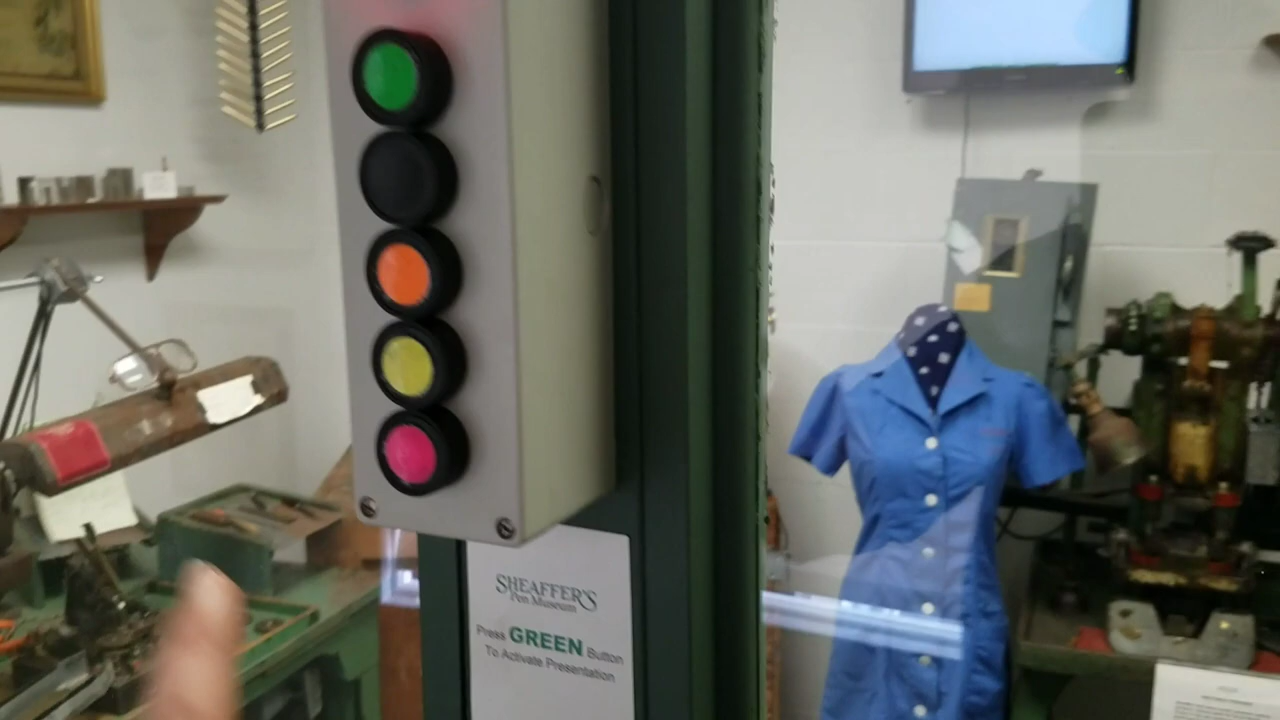 SHEAFFER'S
Pen Museum
Press GREEN Button
To Activate Presentation